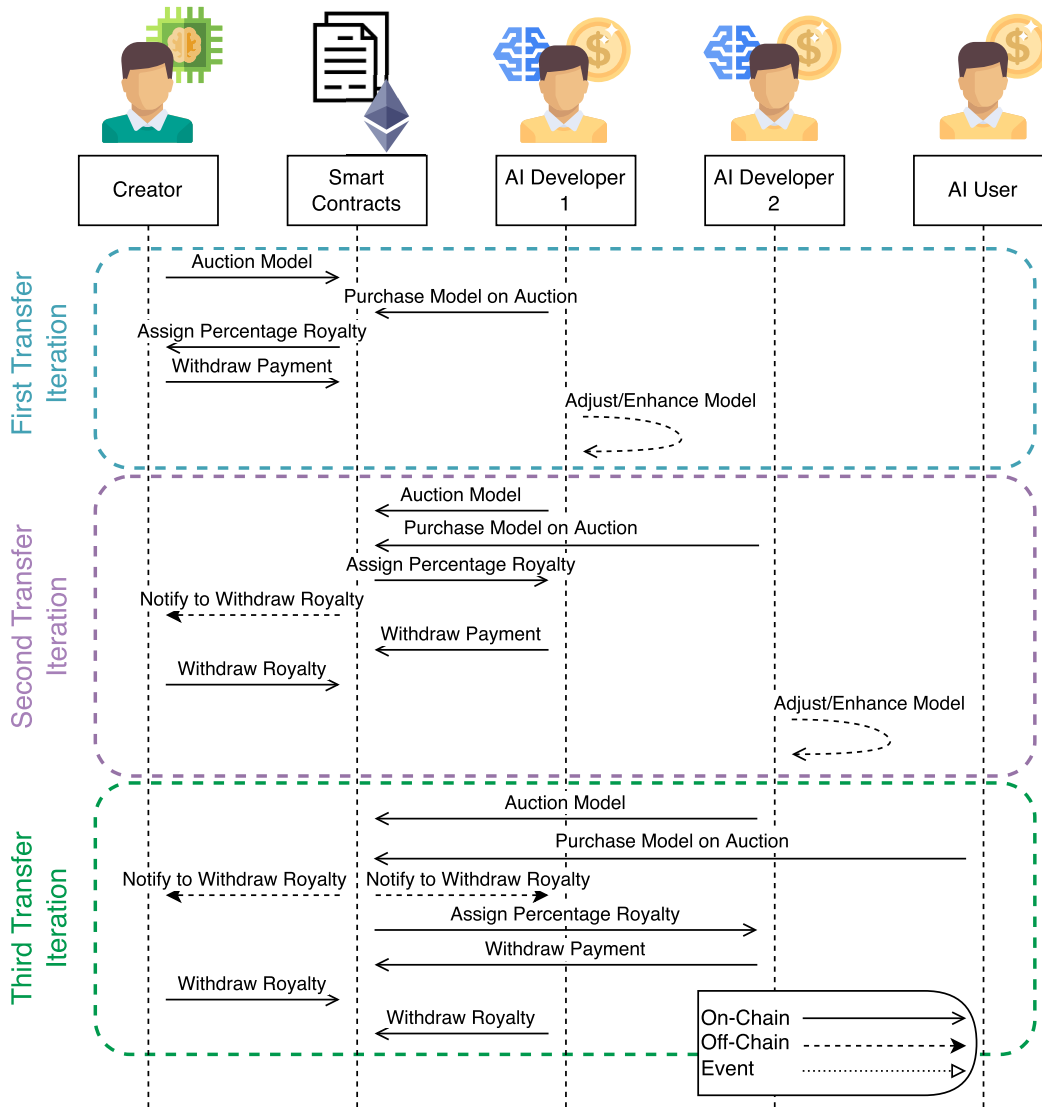 Creator
Smart
Contracts
AI Developer
1
AI Developer
2
AI User
First Transfer
Iteration
Auction Model
Purchase Model on Auction
Assign Percentage Royalty
Withdraw Payment
Adjust/Enhance Model
Second Transfer
Iteration
Auction Model
Purchase Model on Auction
Assign Percentage Royalty
Notify to Withdraw Royalty
Withdraw Payment
Withdraw Royalty
Adjust/Enhance Model
Third Transfer
Iteration
Auction Model
Purchase Model on Auction
Notify to Withdraw Royalty
Notify to Withdraw Royalty
Assign Percentage Royalty
Withdraw Payment
Withdraw Royalty
Withdraw Royalty
On-Chain
Off-Chain
Event